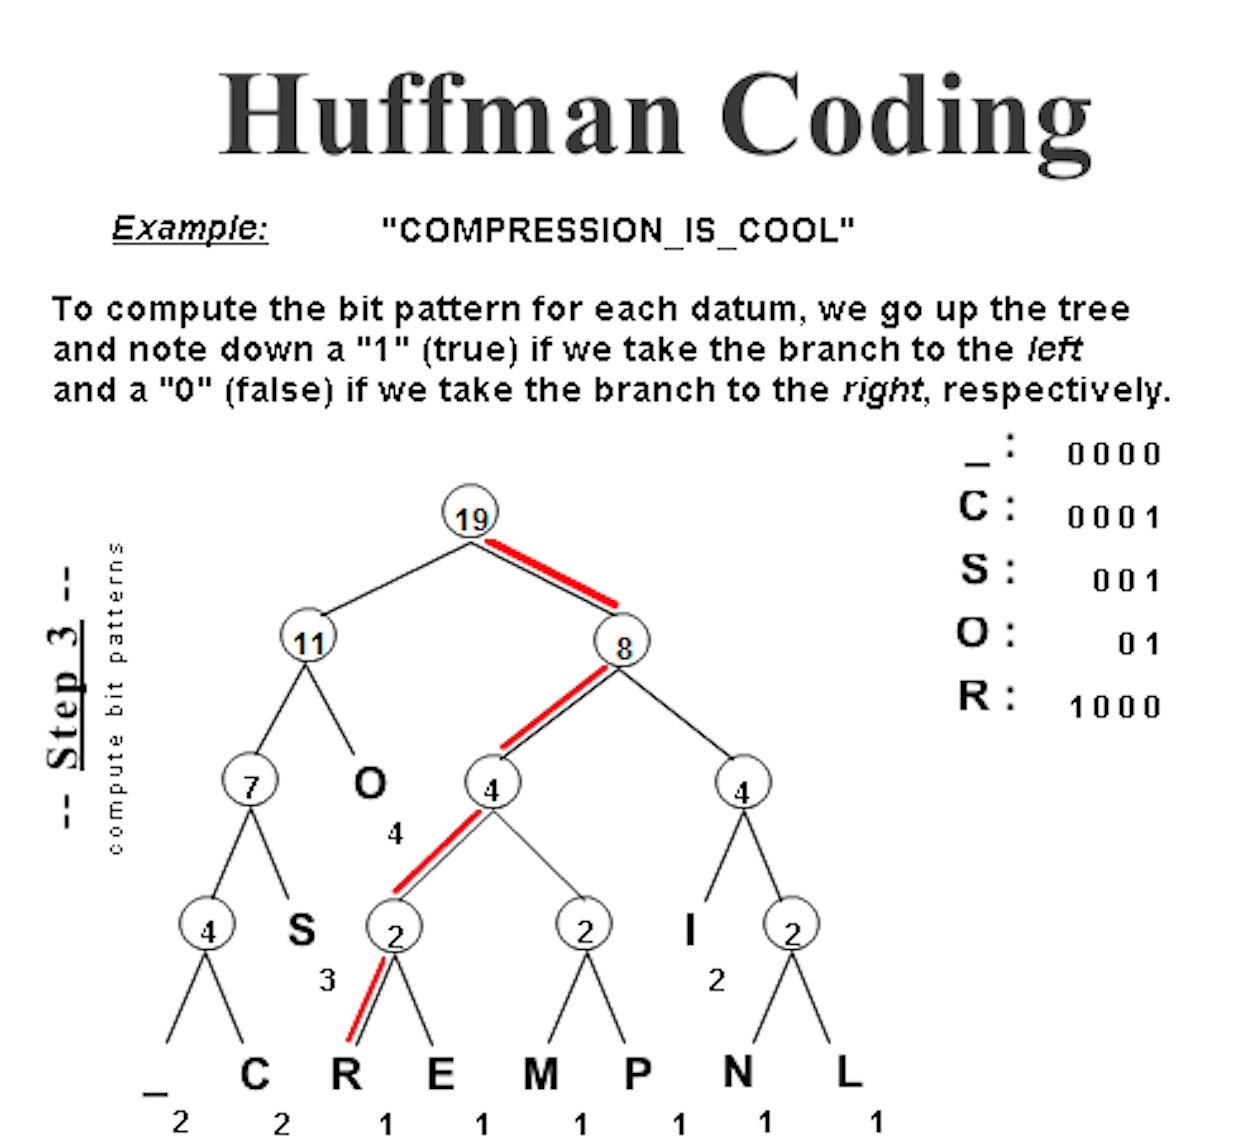 Huffman Coding
Example: "COMPRESSION_IS_COOL"
To compute the bit pattern for each datum, we go up the tree
and note down a "1" (true) if we take the branch to the left
and a "0" (false) if we take the branch to the right, respectively.
-- Step 3 --
compute bit patterns
_ : 0000
C : 0001
S : 001
O : 01
R : 1000
19
11 8
7 O 4 4
4
4 S 2 2 I 2
3 2
_ C R E M P N L
2 2 1 1 1 1 1 1